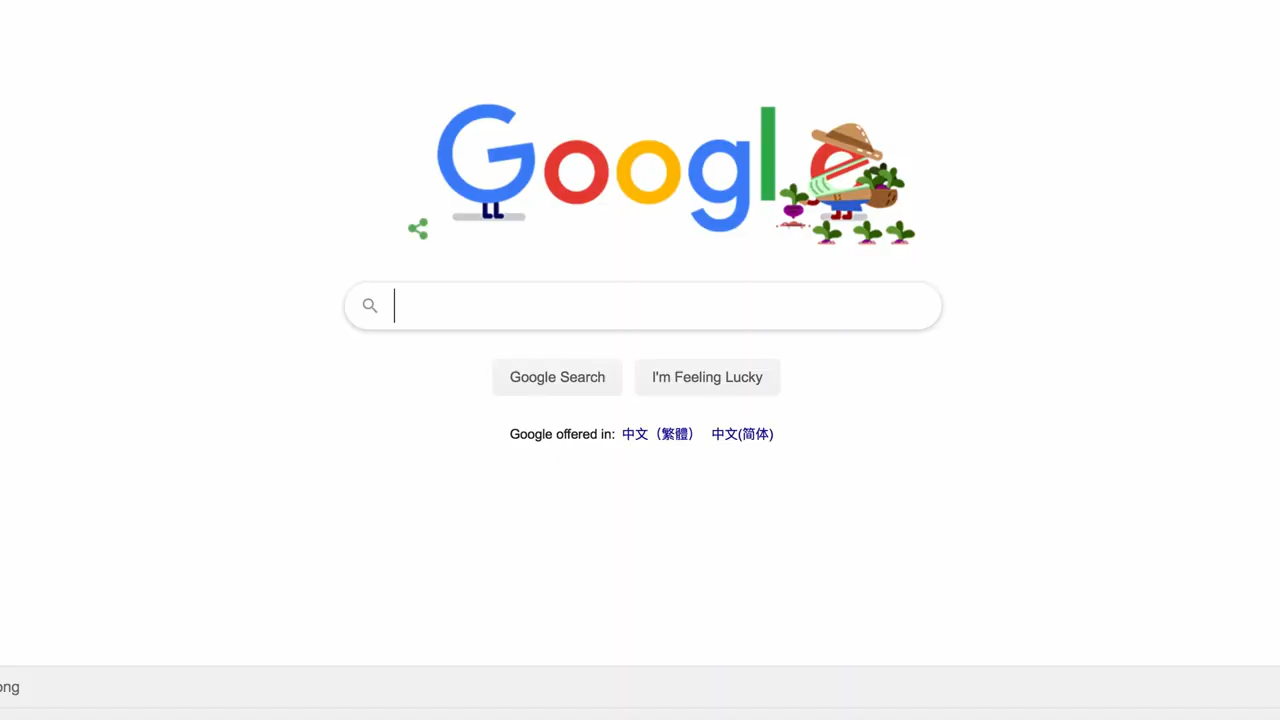 Google
Google Search
I'm Feeling Lucky
Google offered in: 中文（繁體） 中文(简体)
ong